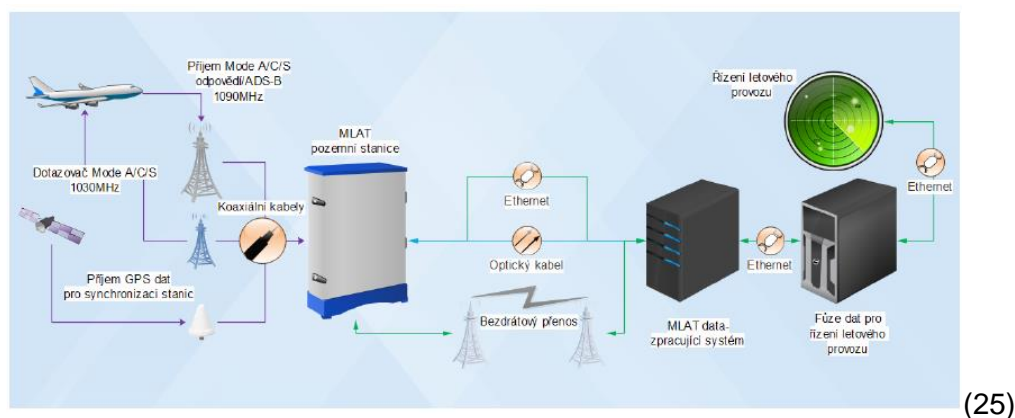 Příjem Mode A/C/S
odpovědí/ADS-B
1090MHz
Dotazovač Mode A/C/S
1030MHz
Koaxiální kabely
Příjem GPS dat
pro synchronizaci stanic
MLAT
pozemní stanice
Ethernet
Optický kabel
Bezdrátový přenos
MLAT data-
zpracující systém
Ethernet
Řízení letového
provozu
Ethernet
Fůze dat pro
řízení letového
provozu
(25)